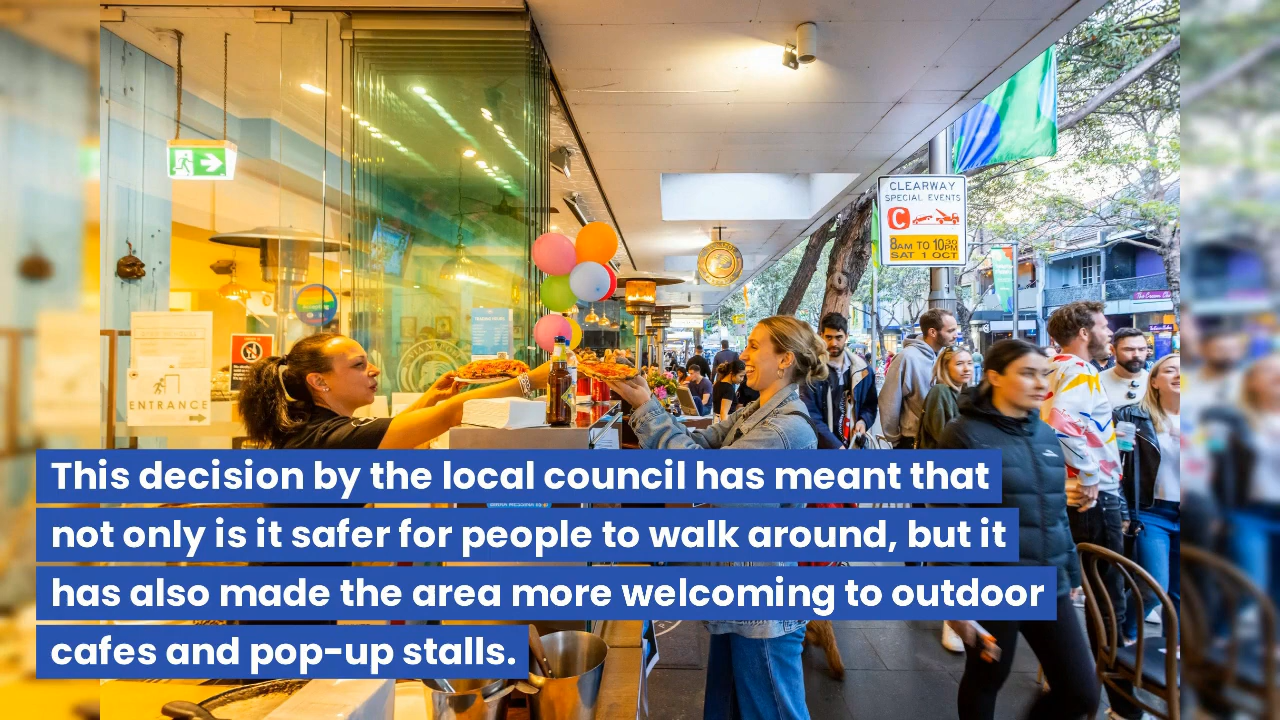 CLEARWAY
SPECIAL EVENTS
C
8AM TO 10:30PM
SAT 1 OCT
ENTRANCE
This decision by the local council has meant that
not only is it safer for people to walk around, but it
has also made the area more welcoming to outdoor
cafes and pop-up stalls.